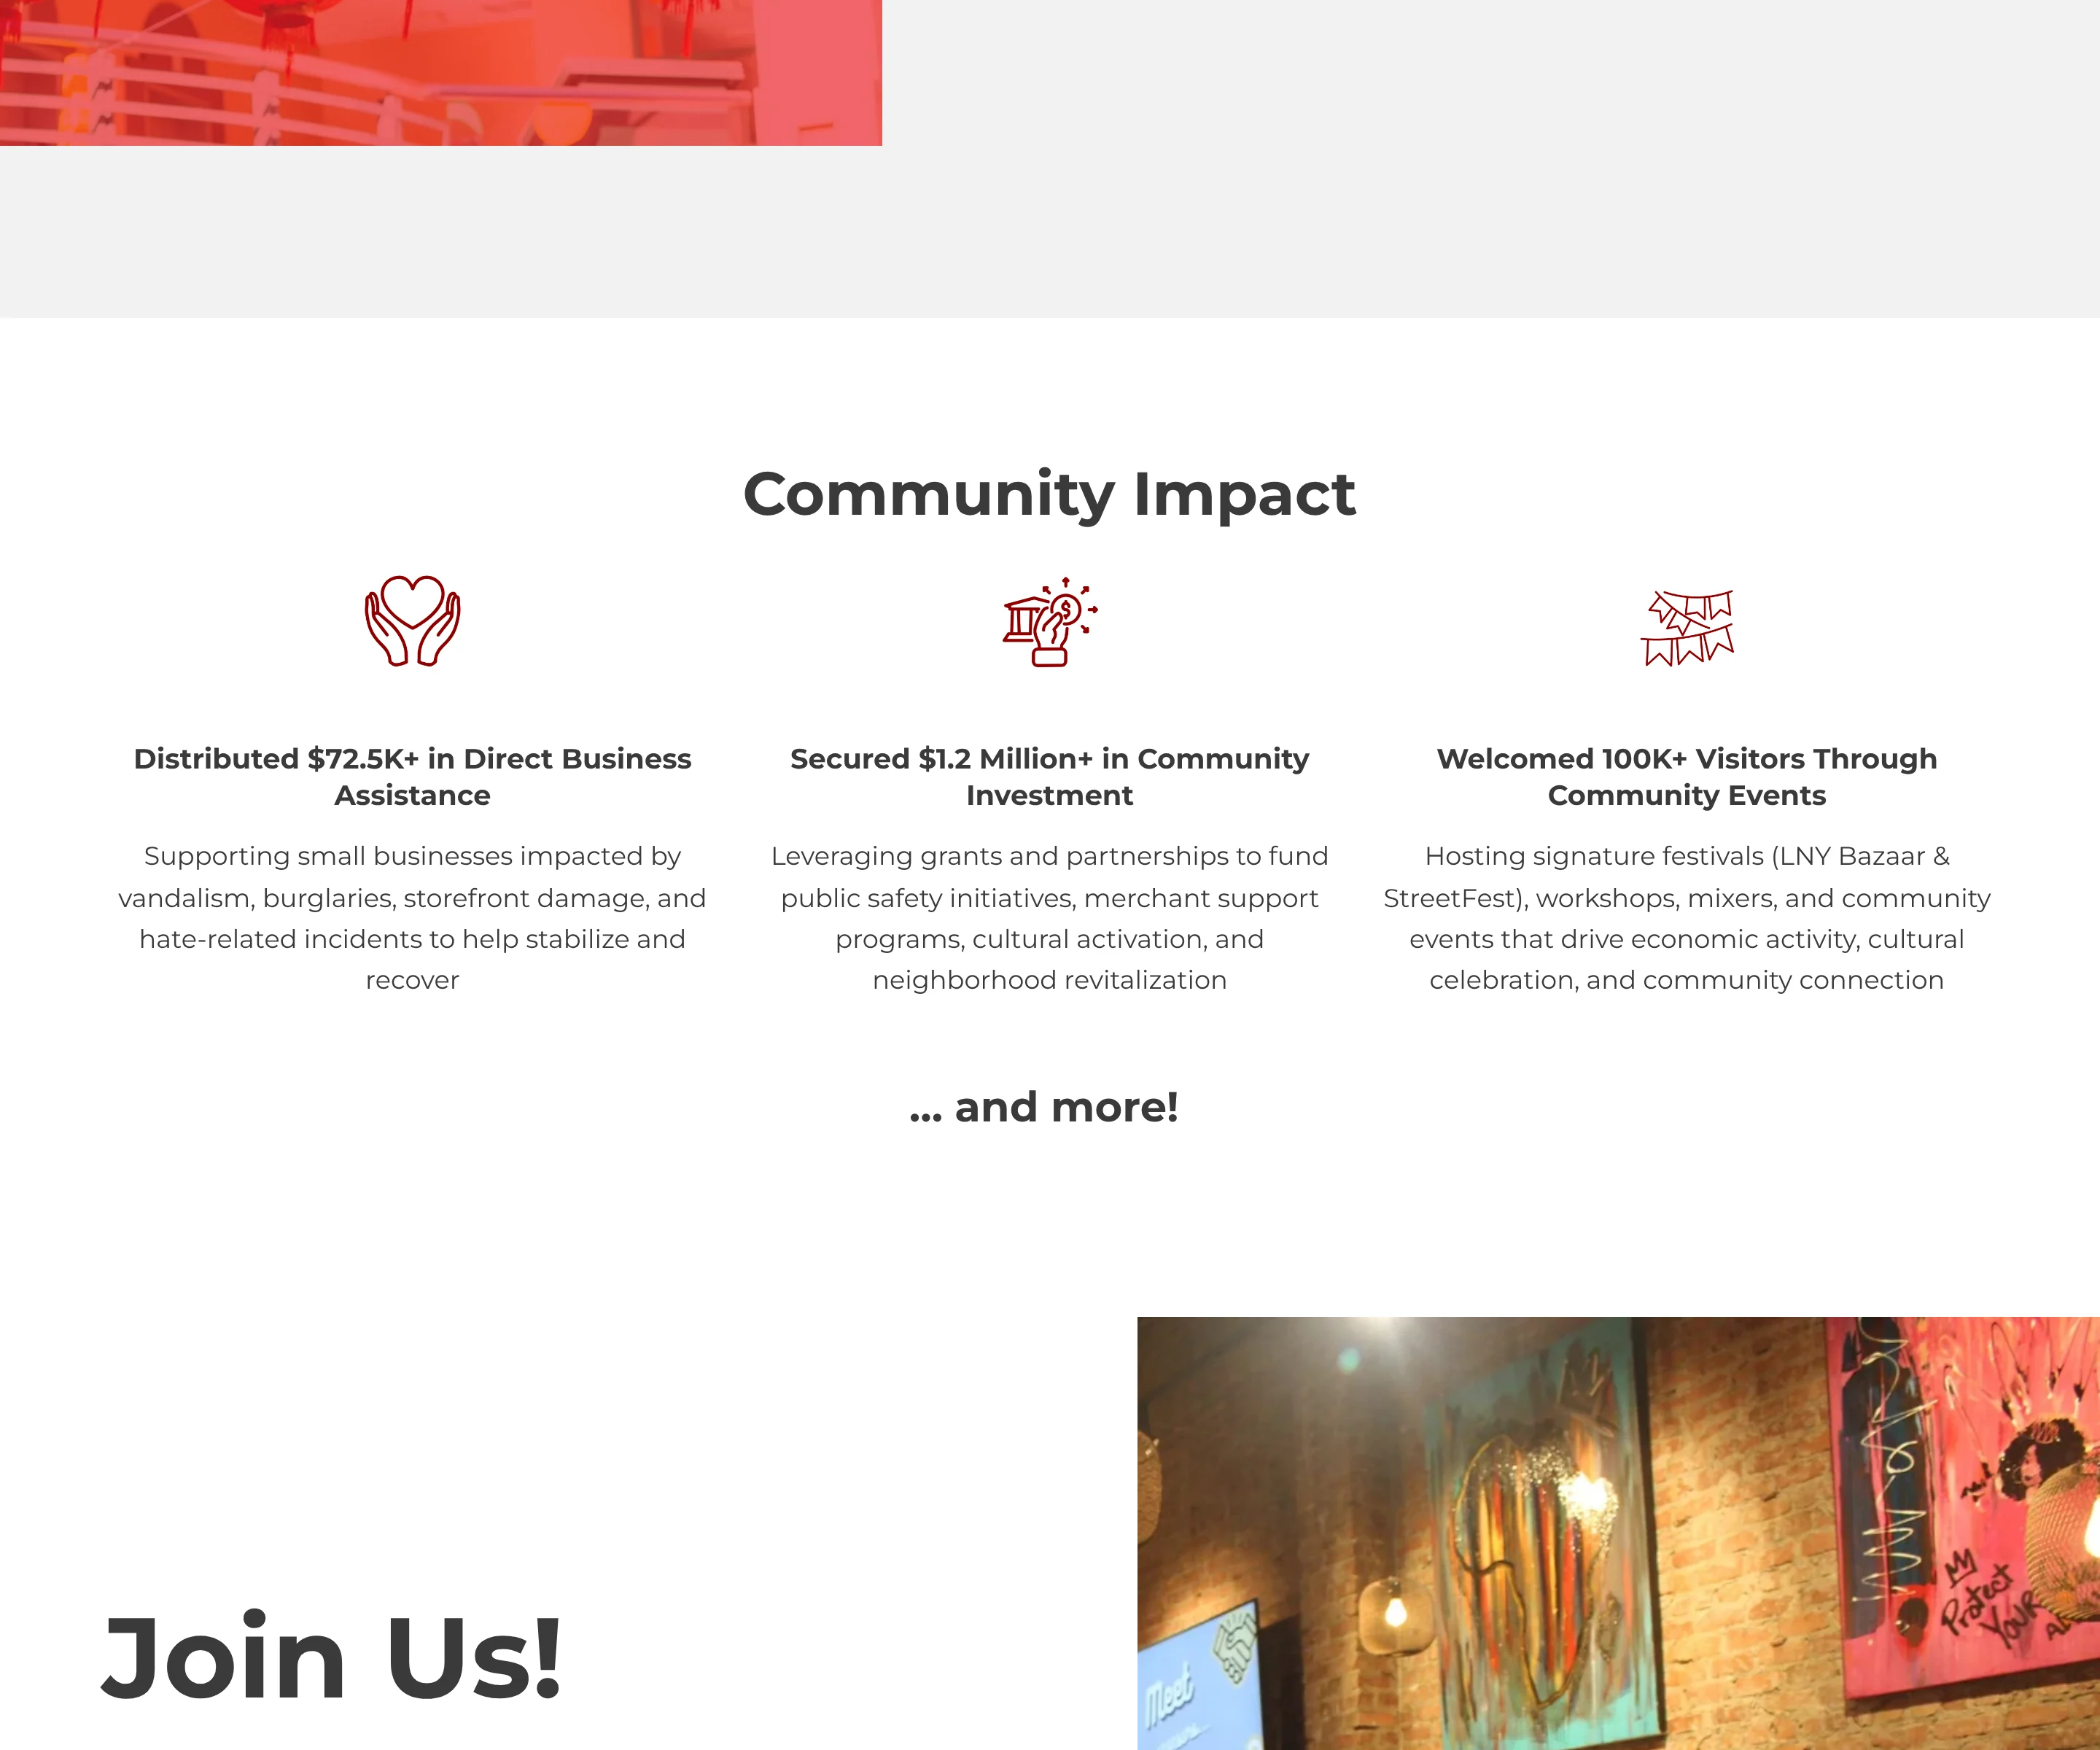 Community Impact
Distributed $72.5K+ in Direct Business
Assistance
Supporting small businesses impacted by
vandalism, burglaries, storefront damage, and
hate-related incidents to help stabilize and
recover
Secured $1.2 Million+ in Community
Investment
Leveraging grants and partnerships to fund
public safety initiatives, merchant support
programs, cultural activation, and
neighborhood revitalization
Welcomed 100K+ Visitors Through
Community Events
Hosting signature festivals (LNY Bazaar &
StreetFest), workshops, mixers, and community
events that drive economic activity, cultural
celebration, and community connection
... and more!
Join Us!
Meet
Protect
YOUR